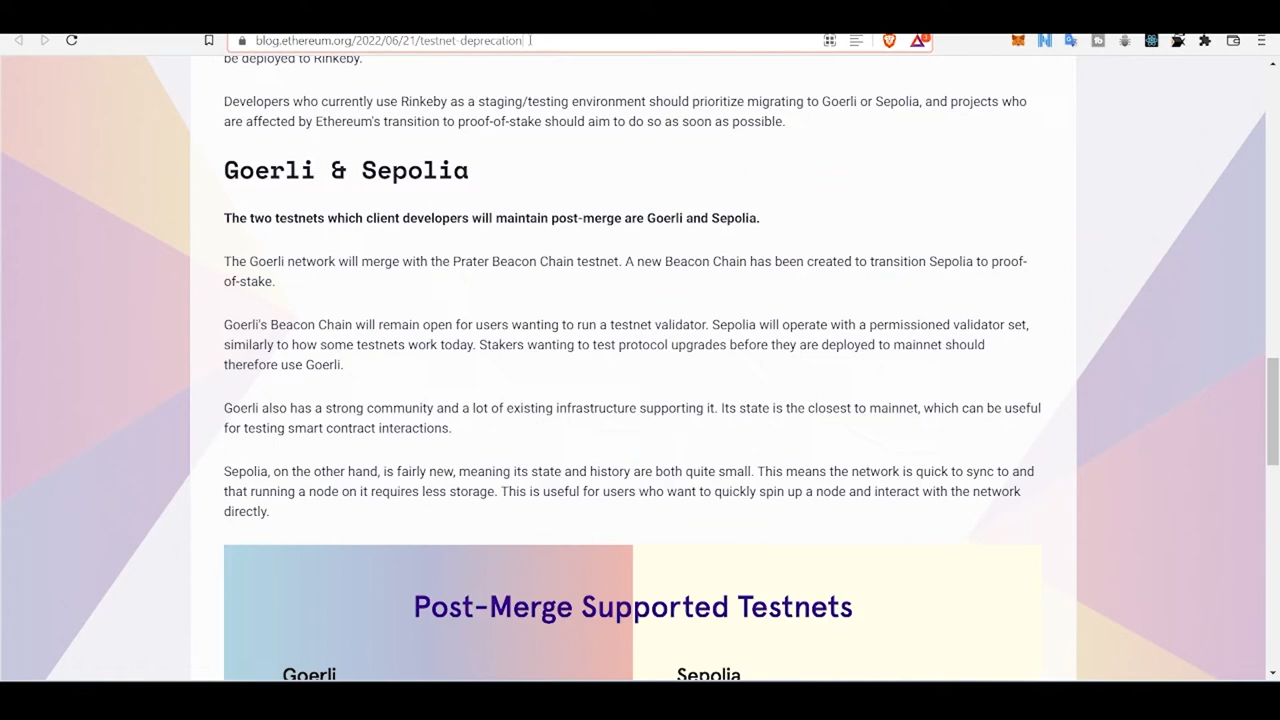 blog.ethereum.org/2022/06/21/testnet-deprecation
be deployed to Rinkeby.
Developers who currently use Rinkeby as a staging/testing environment should prioritize migrating to Goerli or Sepolia, and projects who
are affected by Ethereum's transition to proof-of-stake should aim to do so as soon as possible.
Goerli & Sepolia
The two testnets which client developers will maintain post-merge are Goerli and Sepolia.
The Goerli network will merge with the Prater Beacon Chain testnet. A new Beacon Chain has been created to transition Sepolia to proof-
of-stake.
Goerli's Beacon Chain will remain open for users wanting to run a testnet validator. Sepolia will operate with a permissioned validator set,
similarly to how some testnets work today. Stakers wanting to test protocol upgrades before they are deployed to mainnet should
therefore use Goerli.
Goerli also has a strong community and a lot of existing infrastructure supporting it. Its state is the closest to mainnet, which can be useful
for testing smart contract interactions.
Sepolia, on the other hand, is fairly new, meaning its state and history are both quite small. This means the network is quick to sync to and
that running a node on it requires less storage. This is useful for users who want to quickly spin up a node and interact with the network
directly.
Post-Merge Supported Testnets
Goerli
Sepolia